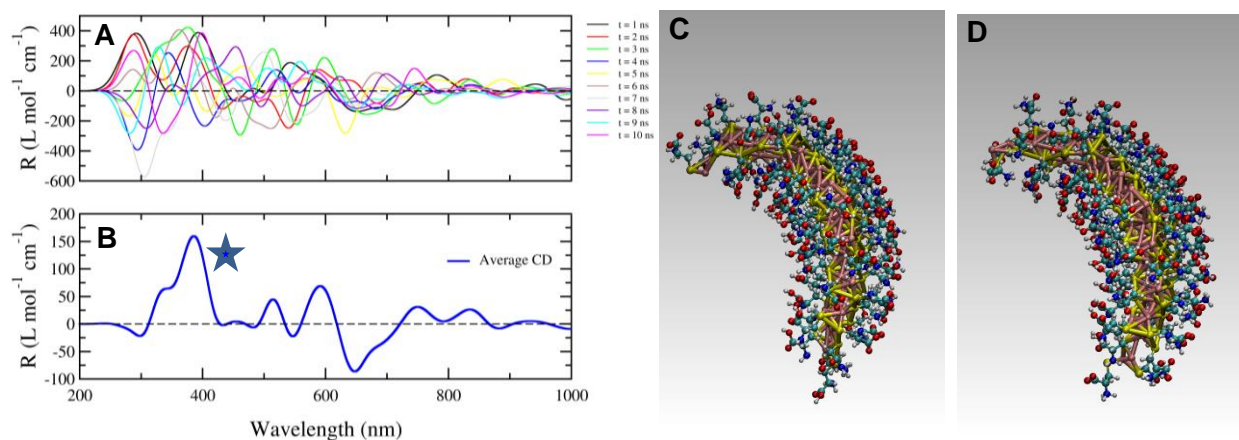 A
R (L mol⁻¹ cm⁻¹)
400
200
0
-200
-400
-600
t = 1 ns
t = 2 ns
t = 3 ns
t = 4 ns
t = 5 ns
t = 6 ns
t = 7 ns
t = 8 ns
t = 9 ns
t = 10 ns
B
R (L mol⁻¹ cm⁻¹)
200
150
100
50
0
-50
-100
Average CD
200 400 600 800 1000
Wavelength (nm)
C
D